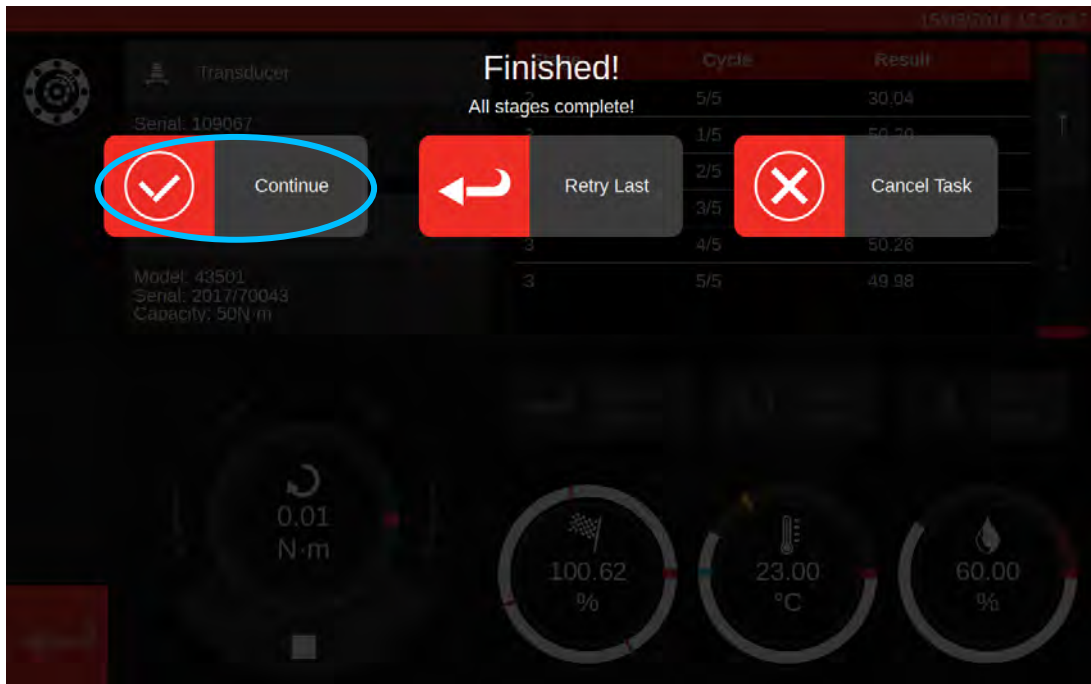 Finished!
All stages complete!
Continue
Retry Last
Cancel Task
Transducer
Serial: 109067
Model: 43501
Serial: 2017/70043
Capacity: 50N·m
Cycle Result
5/5 30.04
1/5 50.20
2/5
3/5
3 4/5 50.28
3 5/5 49.98
0.01
N·m
100.62
%
23.00
°C
60.00
%